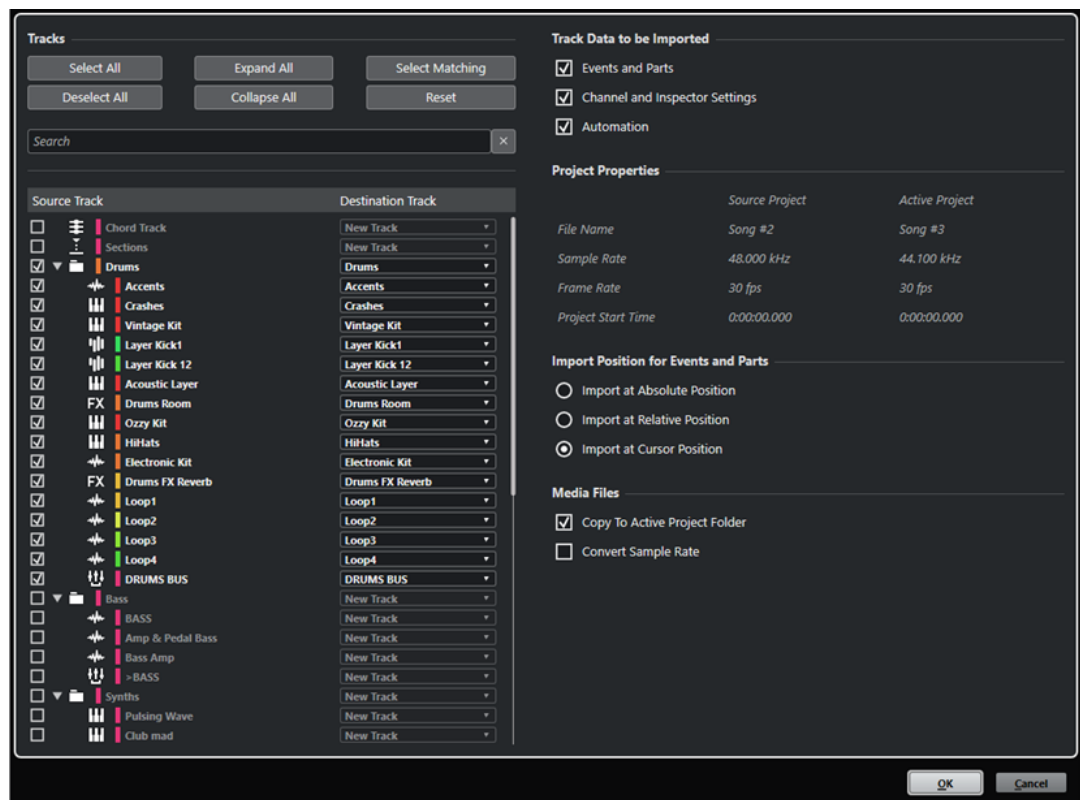 Tracks
Select All Expand All Select Matching
Deselect All Collapse All Reset
Search
Source Track Destination Track
Chord Track New Track
Sections New Track
Drums Drums
Accents Accents
Crashes Crashes
Vintage Kit Vintage Kit
Layer Kick1 Layer Kick1
Layer Kick 12 Layer Kick 12
Acoustic Layer Acoustic Layer
FX Drums Room Drums Room
Ozzy Kit Ozzy Kit
HiHats HiHats
Electronic Kit Electronic Kit
FX Drums FX Reverb Drums FX Reverb
Loop1 Loop1
Loop2 Loop2
Loop3 Loop3
Loop4 Loop4
DRUMS BUS DRUMS BUS
Bass New Track
BASS New Track
Amp & Pedal Bass New Track
Bass Amp New Track
>BASS New Track
Synths New Track
Pulsing Wave New Track
Club mad New Track
Track Data to be Imported
Events and Parts
Channel and Inspector Settings
Automation
Project Properties
Source Project Active Project
File Name Song #2 Song #3
Sample Rate 48.000 kHz 44.100 kHz
Frame Rate 30 fps 30 fps
Project Start Time 0:00:00.000 0:00:00.000
Import Position for Events and Parts
Import at Absolute Position
Import at Relative Position
Import at Cursor Position
Media Files
Copy To Active Project Folder
Convert Sample Rate
OK Cancel